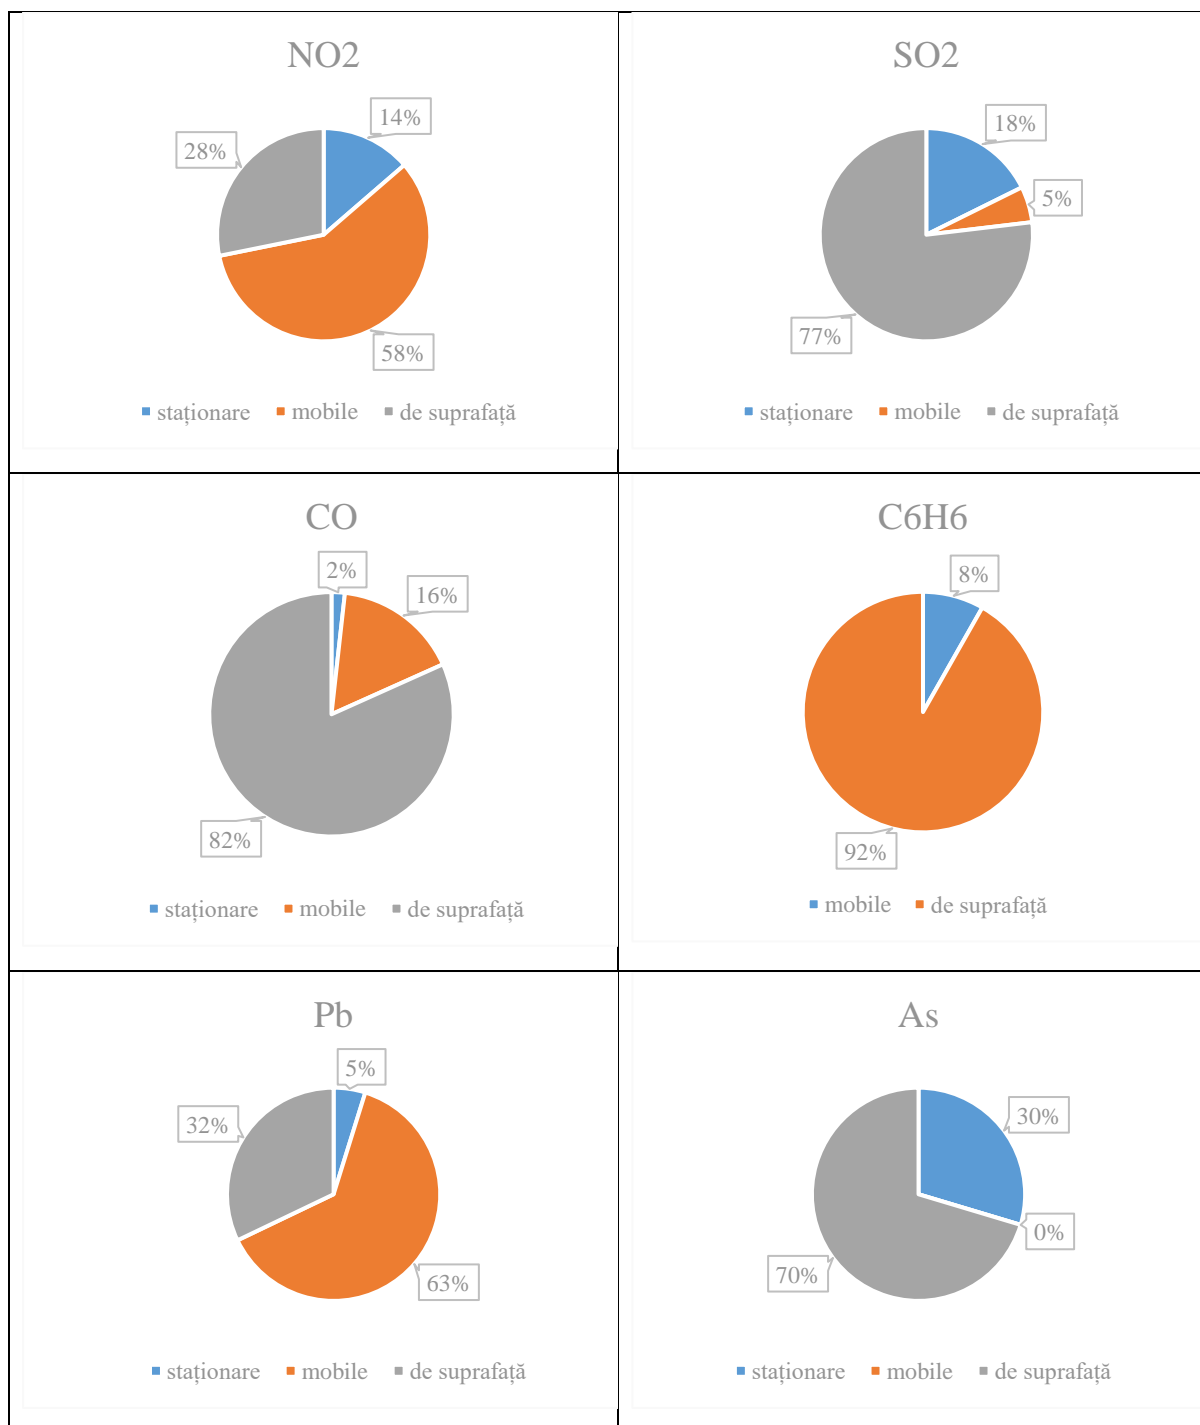 NO2
14%
28%
58%
staționare mobile de suprafață
SO2
18%
5%
77%
staționare mobile de suprafață
CO
2%
16%
82%
staționare mobile de suprafață
C6H6
8%
92%
mobile de suprafață
Pb
5%
32%
63%
staționare mobile de suprafață
As
30%
0%
70%
staționare mobile de suprafață